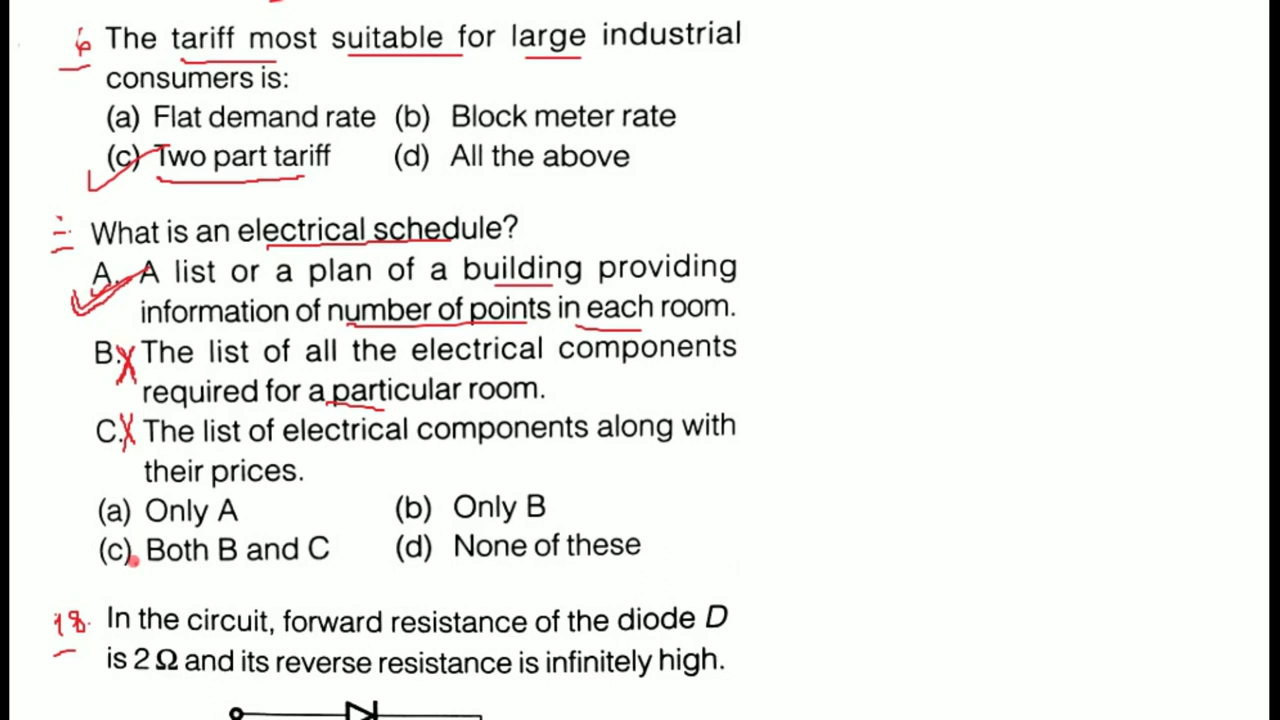 6 The tariff most suitable for large industrial
consumers is:
(a) Flat demand rate (b) Block meter rate
(c) Two part tariff (d) All the above
What is an electrical schedule?
A. A list or a plan of a building providing
information of number of points in each room.
B. The list of all the electrical components
required for a particular room.
C. The list of electrical components along with
their prices.
(a) Only A (b) Only B
(c) Both B and C (d) None of these
18. In the circuit, forward resistance of the diode D
is 2 Ω and its reverse resistance is infinitely high.